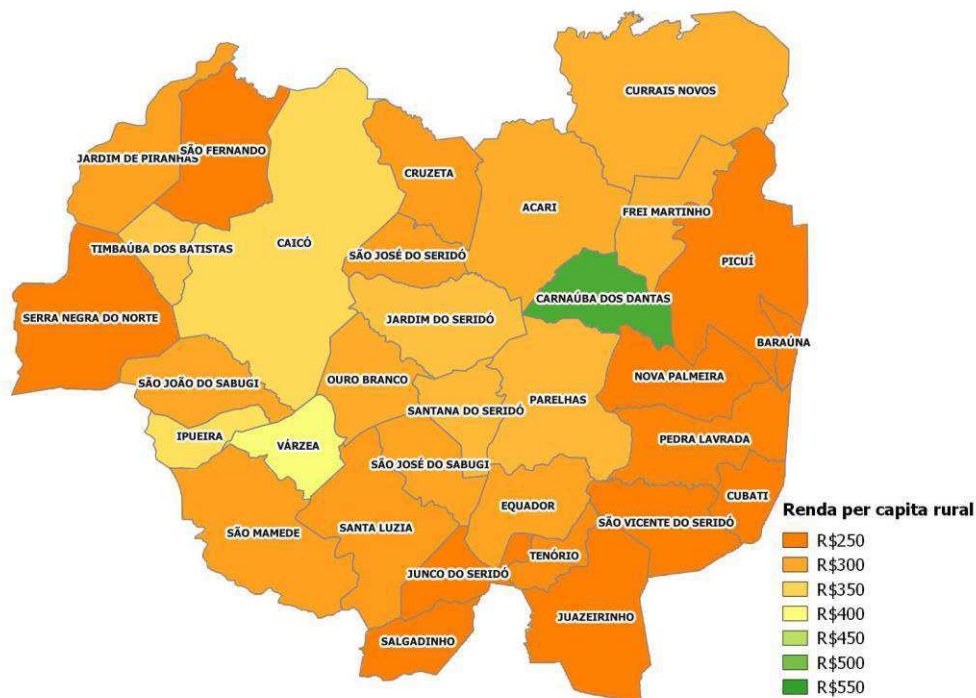 CURRAIS NOVOS
SÃO FERNANDO
JARDIM DE PIRANHAS
CRUZETA
ACARI
FREI MARTINHO
TIMBAÚBA DOS BATISTAS
CAICÓ
SÃO JOSÉ DO SERIDÓ
PICUÍ
CARNAÚBA DOS DANTAS
SERRA NEGRA DO NORTE
JARDIM DO SERIDÓ
BARAÚNA
SÃO JOÃO DO SABUGI
OURO BRANCO
NOVA PALMEIRA
SANTANA DO SERIDÓ
PARELHAS
IPUEIRA
VÁRZEA
PEDRA LAVRADA
SÃO JOSÉ DO SABUGI
CUBATI
EQUADOR
SÃO MAMEDE
SANTA LUZIA
SÃO VICENTE DO SERIDÓ
TENÓRIO
JUNCO DO SERIDÓ
JUAZEIRINHO
SALGADINHO
Renda per capita rural
R$250
R$300
R$350
R$400
R$450
R$500
R$550